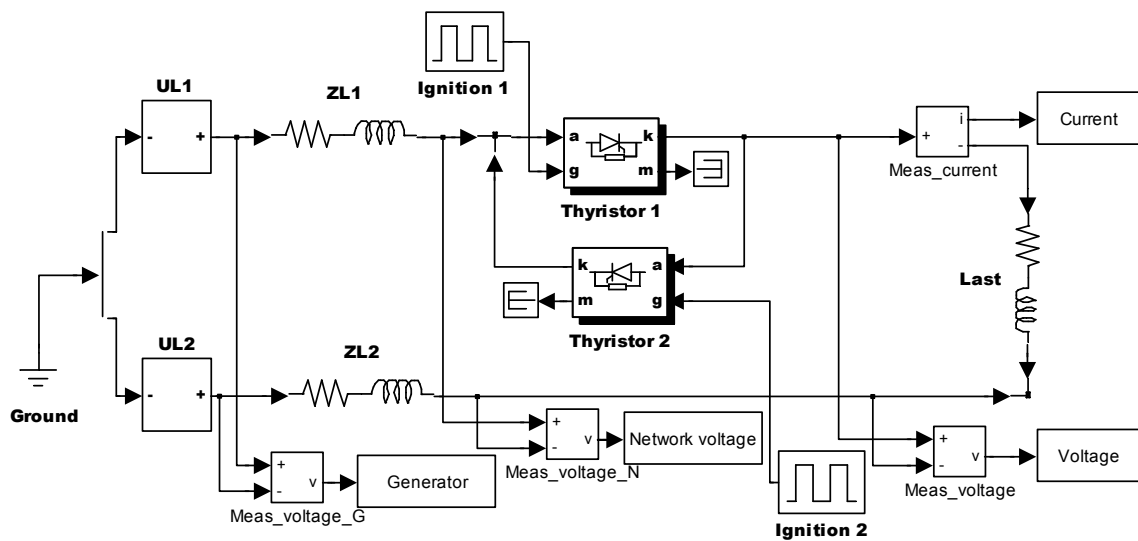 Ignition 1
UL1
ZL1
- +
a k
g m
Thyristor 1
+ i
-
Meas_current
Current
k a
m g
Thyristor 2
Last
Ground
UL2
ZL2
- +
+
- v
Meas_voltage_G
Generator
+
- v
Meas_voltage_N
Network voltage
Ignition 2
+
- v
Meas_voltage
Voltage